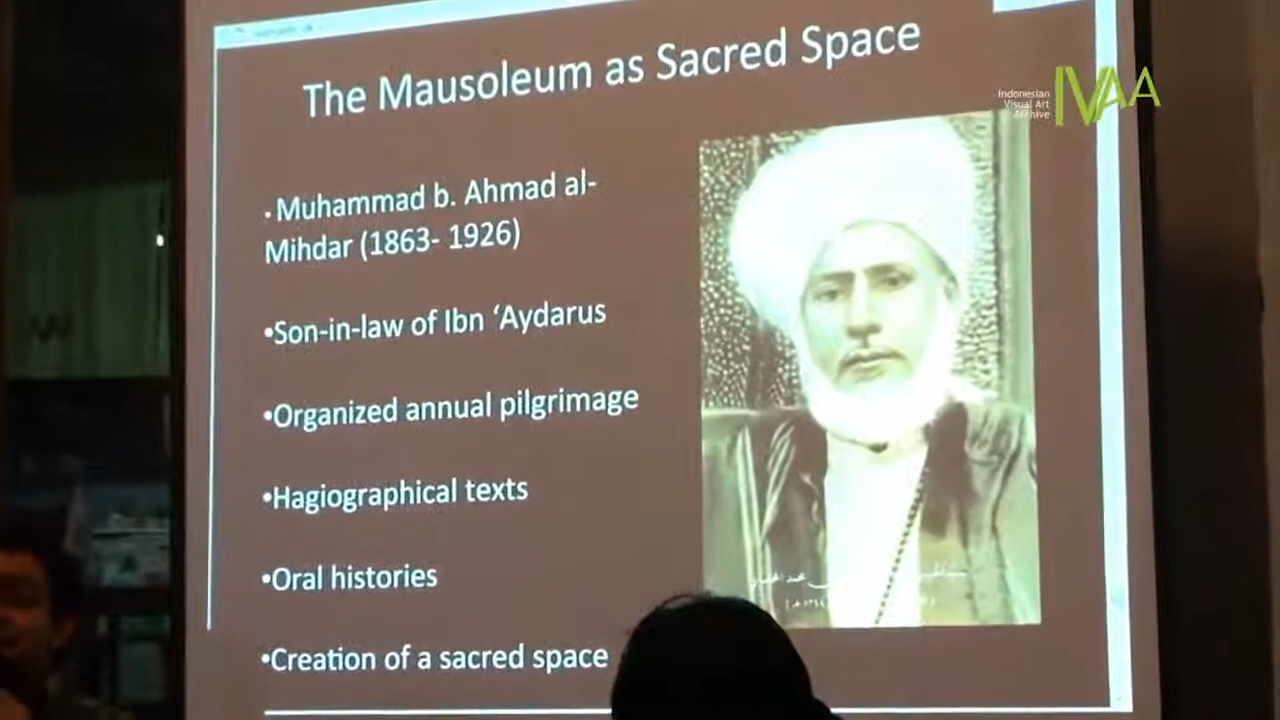 The Mausoleum as Sacred Space
Indonesian
Visual Art
Archive
IVAA
• Muhammad b. Ahmad al-
Mihdar (1863- 1926)
•Son-in-law of Ibn ‘Aydarus
•Organized annual pilgrimage
•Hagiographical texts
•Oral histories
•Creation of a sacred space